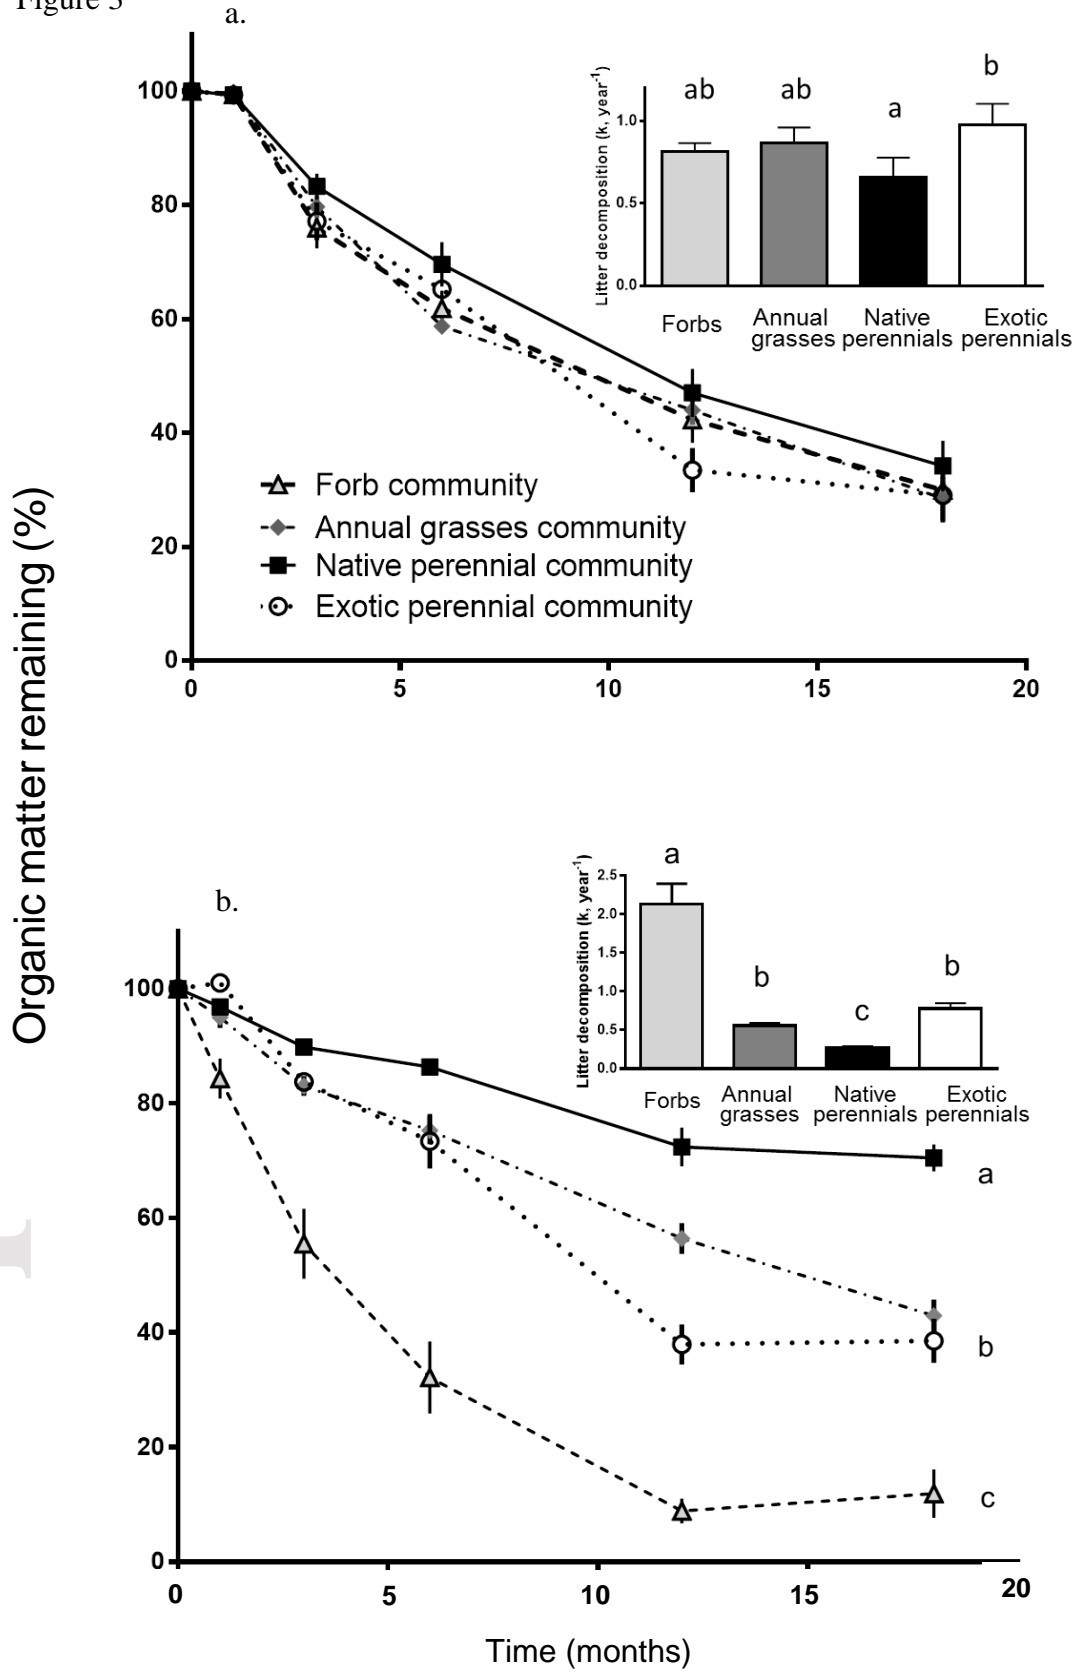 Figure 3
a.
Organic matter remaining (%)
100
80
60
40
20
0
0 5 10 15 20
Forb community
Annual grasses community
Native perennial community
Exotic perennial community
Litter decomposition (k, year-1)
1.0
0.5
0.0
ab ab a b
Forbs
Annual
grasses
Native
perennials
Exotic
perennials
b.
100
80
60
40
20
0
0 5 10 15 20
Time (months)
a
b
c
Litter decomposition (k, year-1)
2.5
2.0
1.5
1.0
0.5
0.0
a b c b
Forbs
Annual
grasses
Native
perennials
Exotic
perennials